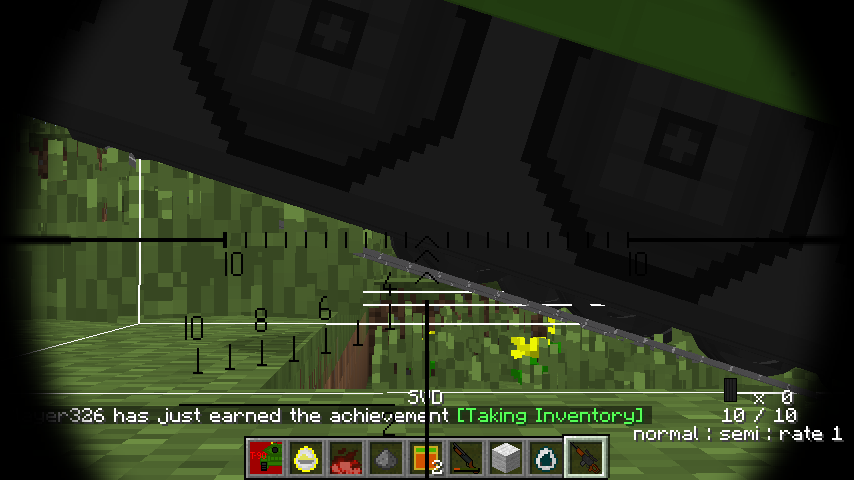 10 10
4
10 8 6
SVD
x 0
er326 has just earned the achievement [Taking Inventory]
10 / 10
2
normal : semi : rate 1
2